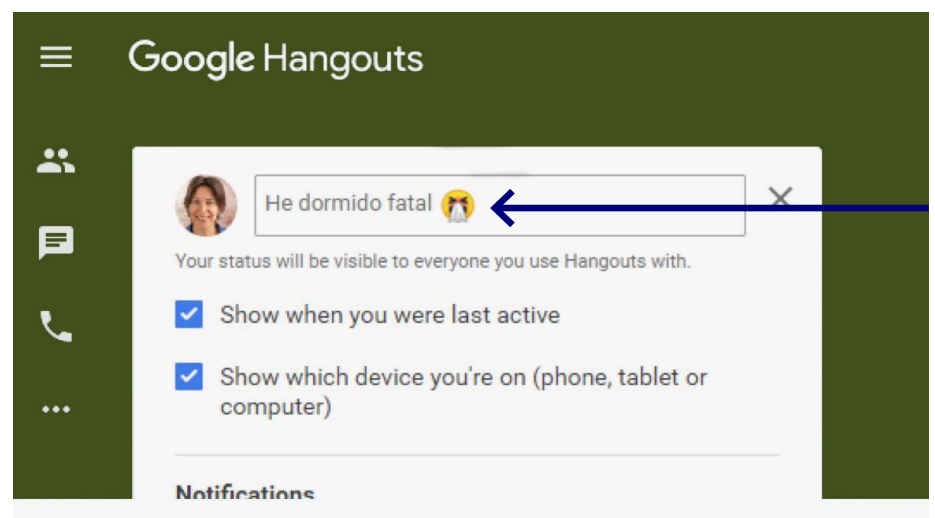 Google Hangouts
He dormido fatal 🤧
Your status will be visible to everyone you use Hangouts with.
Show when you were last active
Show which device you're on (phone, tablet or
computer)
Notifications